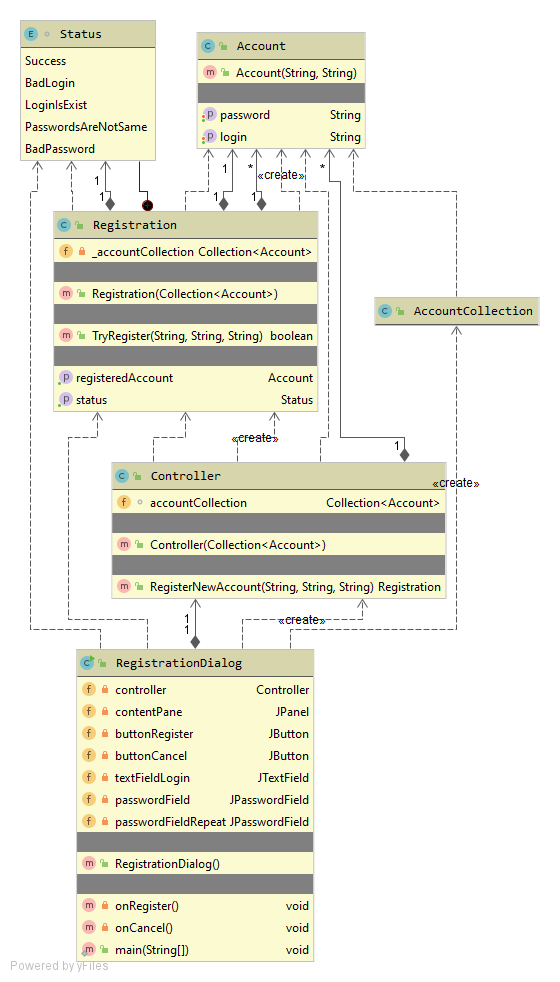 E Status
Success
BadLogin
LoginIsExist
PasswordsAreNotSame
BadPassword
C Account
m Account(String, String)
p password String
p login String
1
1
*
«create»
*
1
1
1
C Registration
f _accountCollection Collection<Account>
m Registration(Collection<Account>)
m TryRegister(String, String, String) boolean
p registeredAccount Account
p status Status
C AccountCollection
«create»
1
C Controller
«create»
f accountCollection Collection<Account>
m Controller(Collection<Account>)
m RegisterNewAccount(String, String, String) Registration
1
«create»
1
C RegistrationDialog
f controller Controller
f contentPane JPanel
f buttonRegister JButton
f buttonCancel JButton
f textFieldLogin JTextField
f passwordField JPasswordField
f passwordFieldRepeat JPasswordField
m RegistrationDialog()
m onRegister() void
m onCancel() void
m main(String[]) void
Powered by yFiles